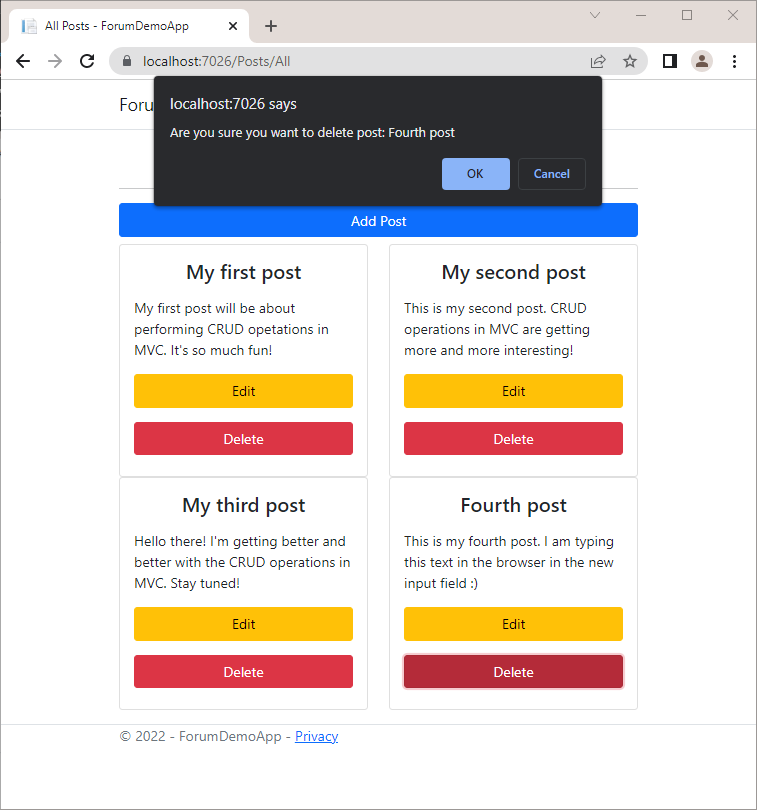 All Posts - ForumDemoApp
localhost:7026/Posts/All
Foru
localhost:7026 says
Are you sure you want to delete post: Fourth post
OK Cancel
Add Post
My first post
My first post will be about
performing CRUD opetations in
MVC. It's so much fun!
Edit
Delete
My second post
This is my second post. CRUD
operations in MVC are getting
more and more interesting!
Edit
Delete
My third post
Hello there! I'm getting better and
better with the CRUD operations in
MVC. Stay tuned!
Edit
Delete
Fourth post
This is my fourth post. I am typing
this text in the browser in the new
input field :)
Edit
Delete
© 2022 - ForumDemoApp - Privacy